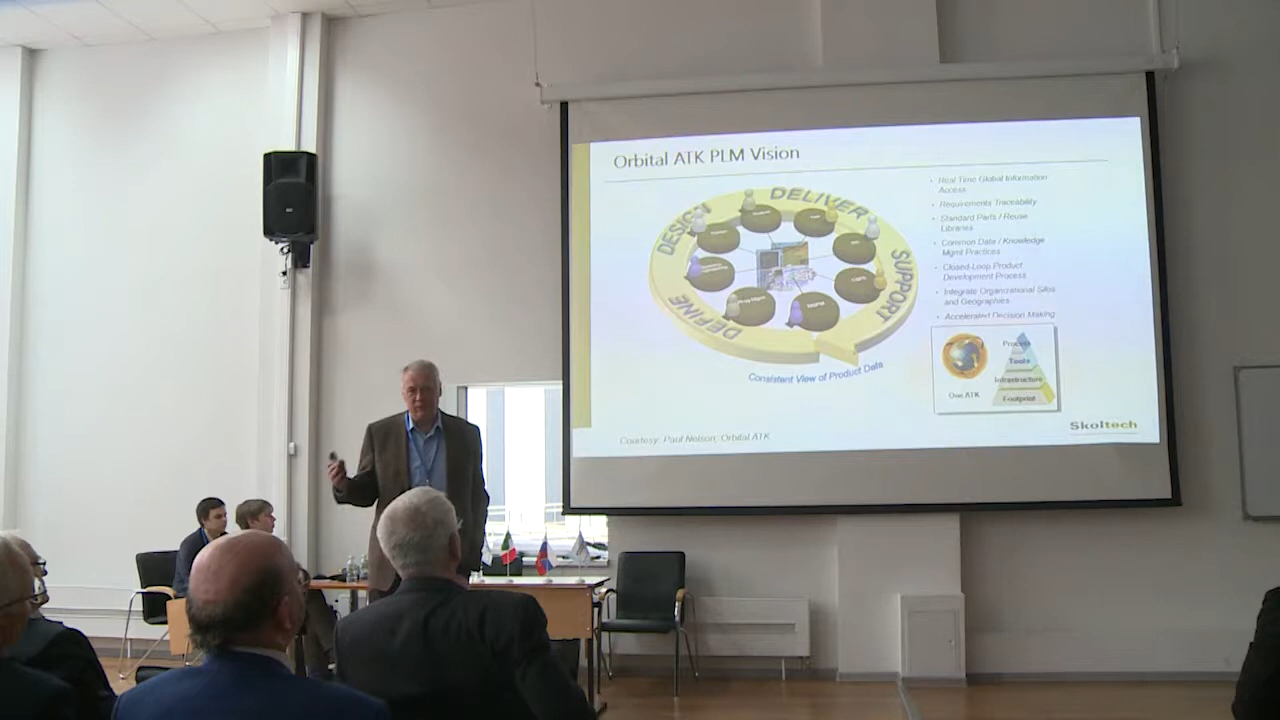 Orbital ATK PLM Vision
DESIGN
DELIVER
SUPPORT
DEFINE
Prog Mgmt
Consistent View of Product Data
• Real Time Global Information
Access
• Requirements Traceability
• Standard Parts / Reuse
Libraries
• Common Data / Knowledge
Mgmt Practices
• Closed-Loop Product
Development Process
• Integrate Organizational Silos
and Geographies
• Accelerated Decision Making
One ATK
Process
Tools
Infrastructure
Footprint
Courtesy: Paul Nelson, Orbital ATK
Skoltech